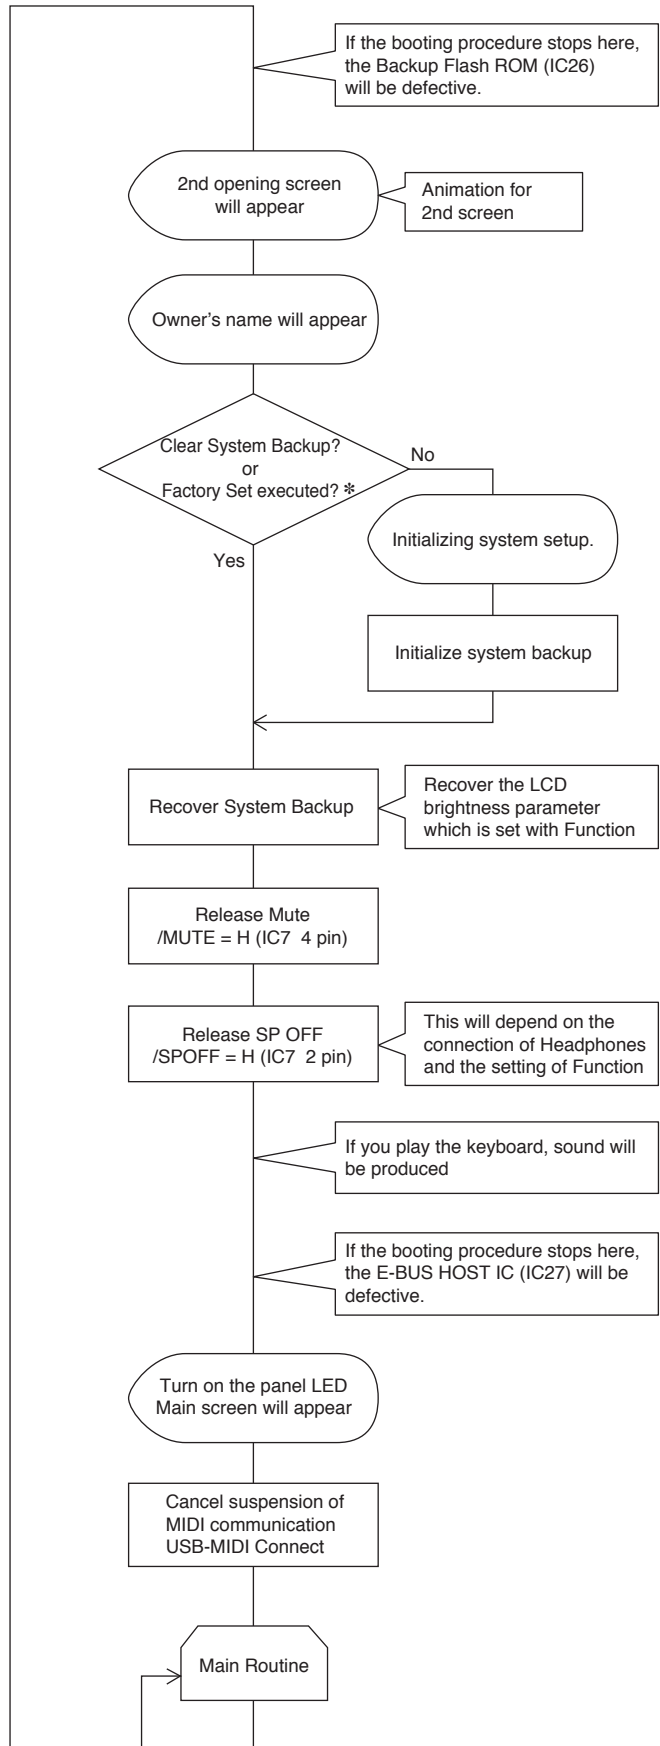 If the booting procedure stops here,
the Backup Flash ROM (IC26)
will be defective.
2nd opening screen
will appear
Animation for
2nd screen
Owner's name will appear
Clear System Backup?
or
Factory Set executed? *
No
Yes
Initializing system setup.
Initialize system backup
Recover System Backup
Recover the LCD
brightness parameter
which is set with Function
Release Mute
/MUTE = H (IC7 4 pin)
Release SP OFF
/SPOFF = H (IC7 2 pin)
This will depend on the
connection of Headphones
and the setting of Function
If you play the keyboard, sound will
be produced
If the booting procedure stops here,
the E-BUS HOST IC (IC27) will be
defective.
Turn on the panel LED
Main screen will appear
Cancel suspension of
MIDI communication
USB-MIDI Connect
Main Routine